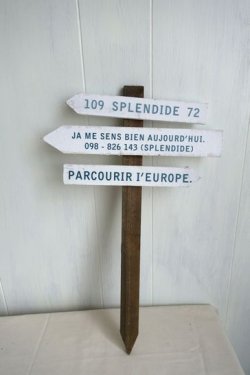 109 SPLENDIDE 72
JA ME SENS BIEN AUJOURD'HUI.
098 - 826 143 (SPLENDIDE)
PARCOURIR I'EUROPE.